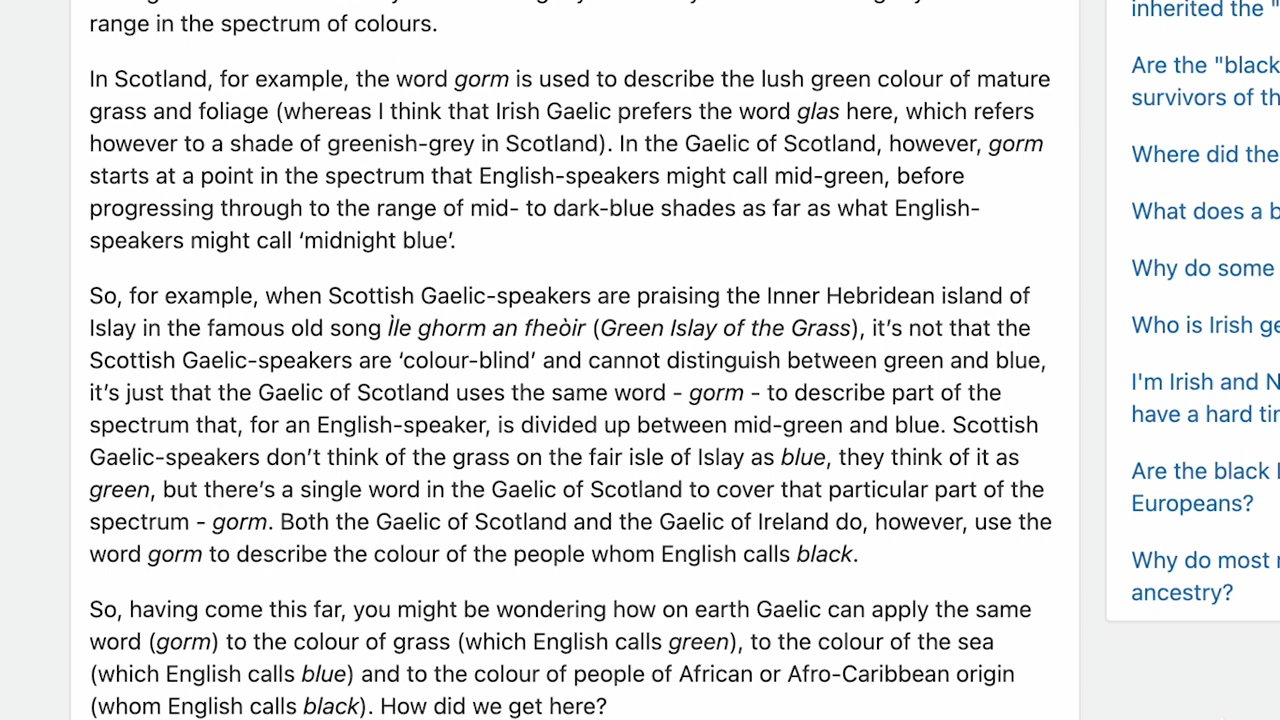 range in the spectrum of colours.
In Scotland, for example, the word gorm is used to describe the lush green colour of mature
grass and foliage (whereas I think that Irish Gaelic prefers the word glas here, which refers
however to a shade of greenish-grey in Scotland). In the Gaelic of Scotland, however, gorm
starts at a point in the spectrum that English-speakers might call mid-green, before
progressing through to the range of mid- to dark-blue shades as far as what English-
speakers might call ‘midnight blue’.
So, for example, when Scottish Gaelic-speakers are praising the Inner Hebridean island of
Islay in the famous old song Ìle ghorm an fheòir (Green Islay of the Grass), it’s not that the
Scottish Gaelic-speakers are ‘colour-blind’ and cannot distinguish between green and blue,
it’s just that the Gaelic of Scotland uses the same word - gorm - to describe part of the
spectrum that, for an English-speaker, is divided up between mid-green and blue. Scottish
Gaelic-speakers don’t think of the grass on the fair isle of Islay as blue, they think of it as
green, but there’s a single word in the Gaelic of Scotland to cover that particular part of the
spectrum - gorm. Both the Gaelic of Scotland and the Gaelic of Ireland do, however, use the
word gorm to describe the colour of the people whom English calls black.
So, having come this far, you might be wondering how on earth Gaelic can apply the same
word (gorm) to the colour of grass (which English calls green), to the colour of the sea
(which English calls blue) and to the colour of people of African or Afro-Caribbean origin
(whom English calls black). How did we get here?
inherited the "
Are the "black
survivors of th
Where did the
What does a b
Why do some
Who is Irish ge
I'm Irish and N
have a hard tir
Are the black I
Europeans?
Why do most r
ancestry?